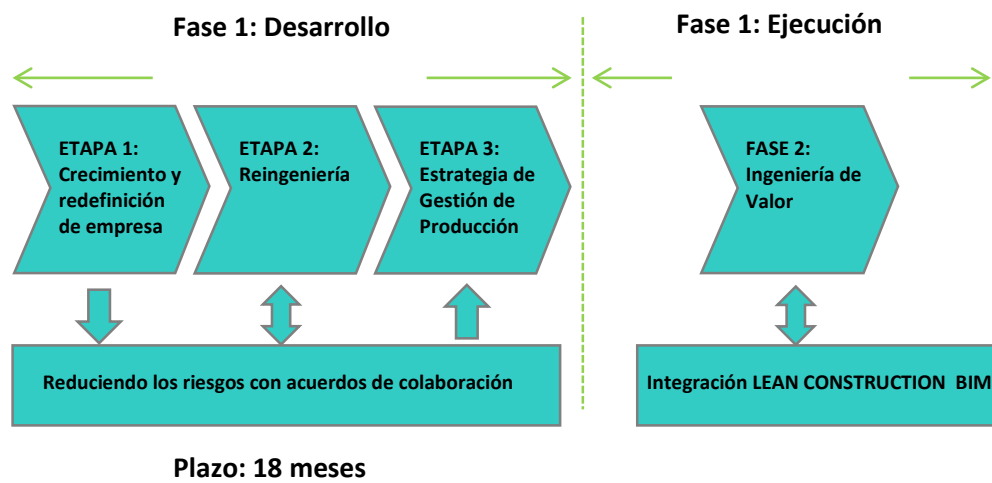 Fase 1: Desarrollo
Fase 1: Ejecución
ETAPA 1:
Crecimiento y
redefinición
de empresa
ETAPA 2:
Reingeniería
ETAPA 3:
Estrategia de
Gestión de
Producción
FASE 2:
Ingeniería de
Valor
Reduciendo los riesgos con acuerdos de colaboración
Integración LEAN CONSTRUCTION BIM
Plazo: 18 meses